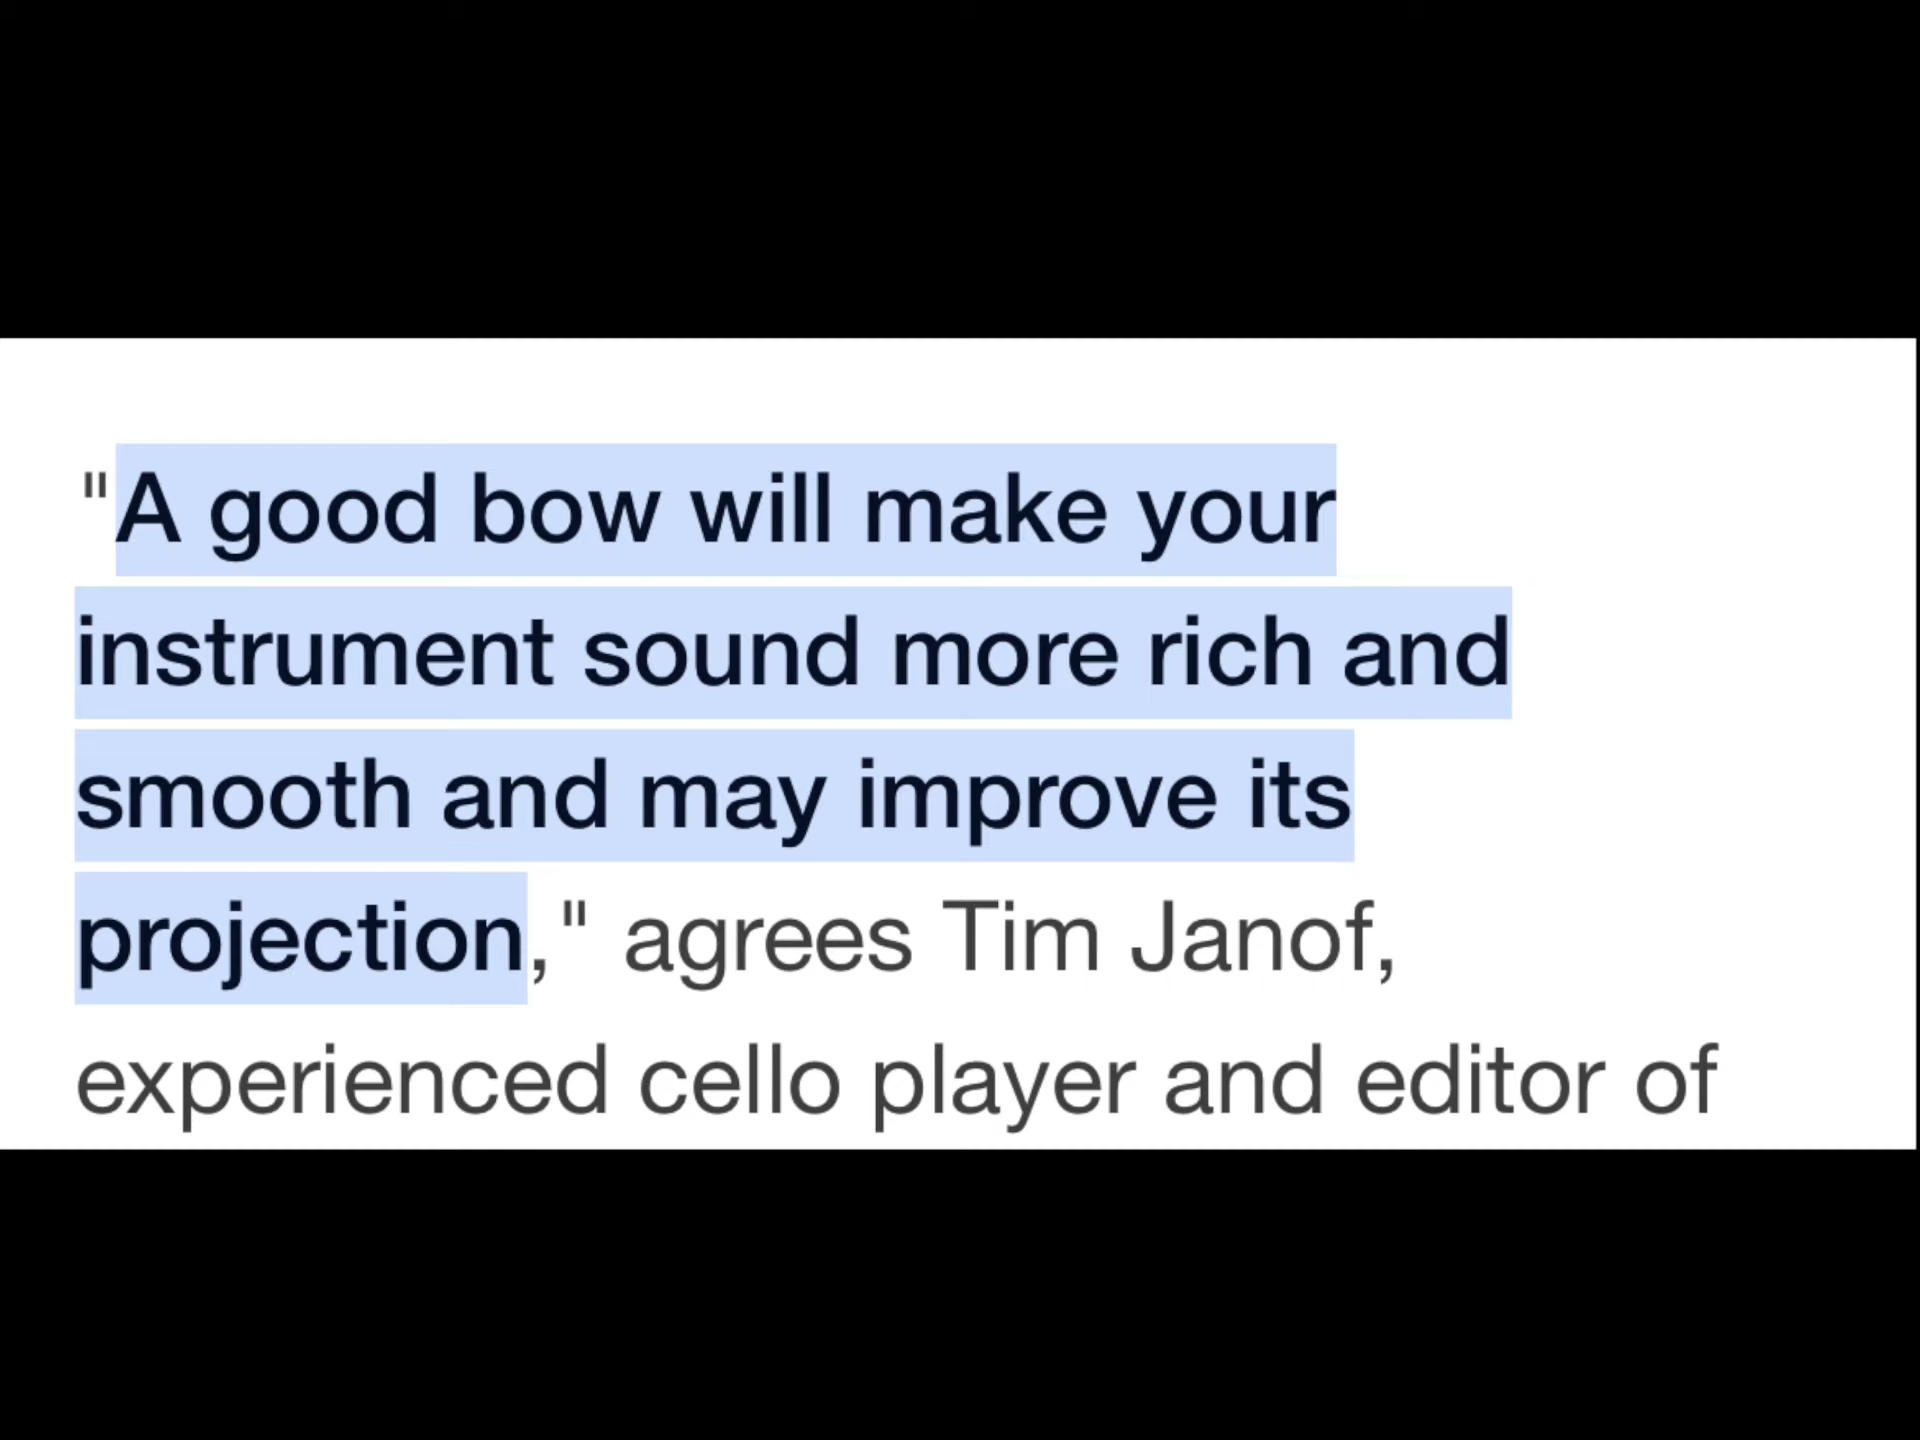 "A good bow will make your
instrument sound more rich and
smooth and may improve its
projection," agrees Tim Janof,
experienced cello player and editor of